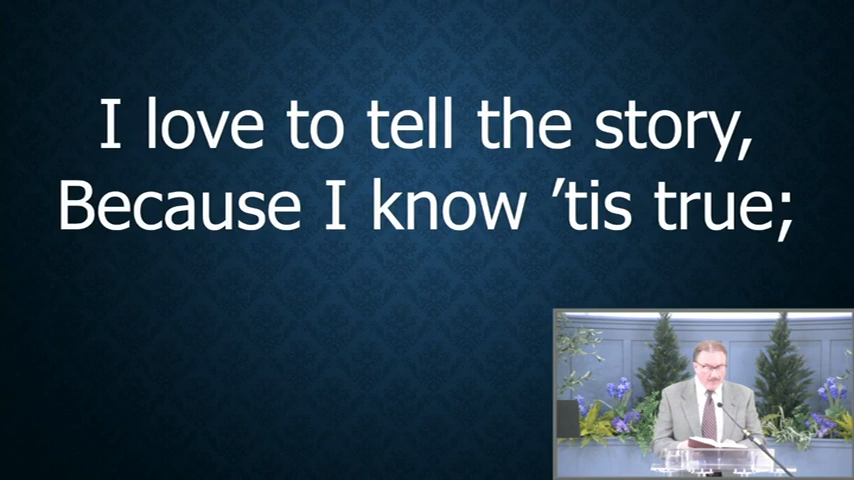 I love to tell the story,
Because I know ’tis true;